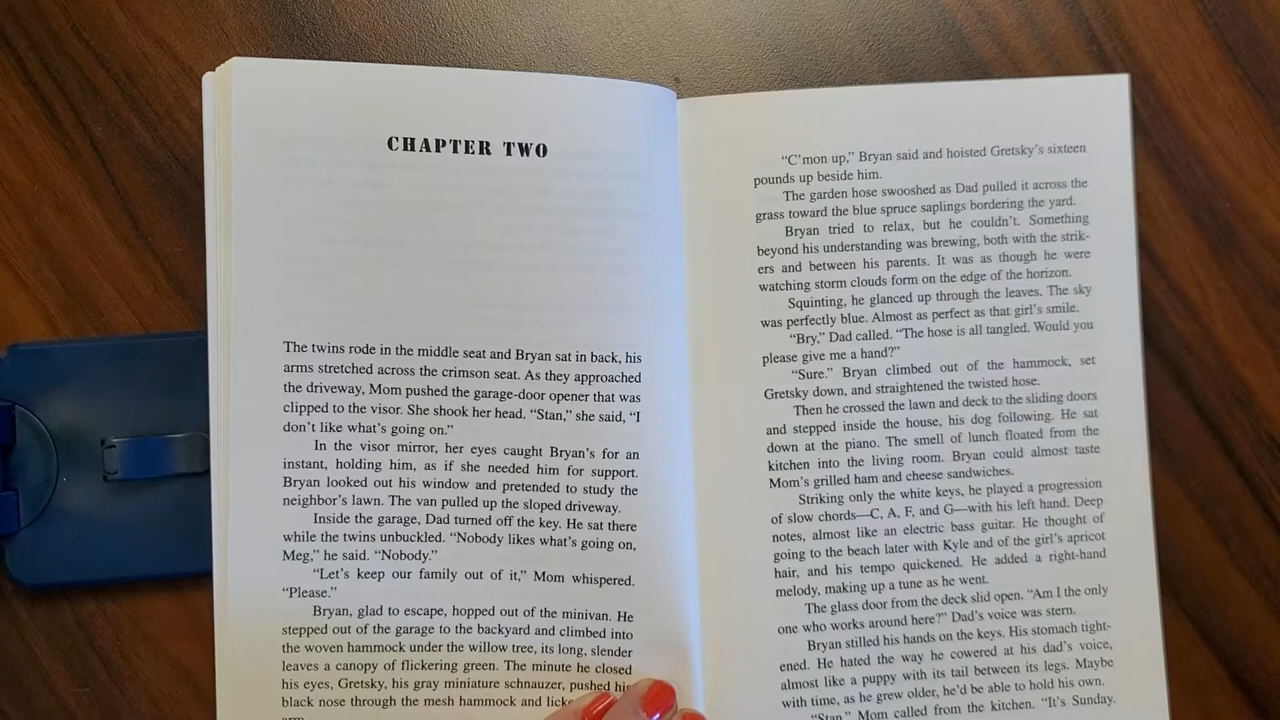 CHAPTER TWO
The twins rode in the middle seat and Bryan sat in back, his
arms stretched across the crimson seat. As they approached
the driveway, Mom pushed the garage-door opener that was
clipped to the visor. She shook her head. “Stan,” she said, “I
don’t like what’s going on.”
In the visor mirror, her eyes caught Bryan’s for an
instant, holding him, as if she needed him for support.
Bryan looked out his window and pretended to study the
neighbor’s lawn. The van pulled up the sloped driveway.
Inside the garage, Dad turned off the key. He sat there
while the twins unbuckled. “Nobody likes what’s going on,
Meg,” he said. “Nobody.”
“Let’s keep our family out of it,” Mom whispered.
“Please.”
Bryan, glad to escape, hopped out of the minivan. He
stepped out of the garage to the backyard and climbed into
the woven hammock under the willow tree, its long, slender
leaves a canopy of flickering green. The minute he closed
his eyes, Gretsky, his gray miniature schnauzer, pushed his
black nose through the mesh hammock and
arm.
“C’mon up,” Bryan said and hoisted Gretsky’s sixteen
pounds up beside him.
The garden hose swooshed as Dad pulled it across the
grass toward the blue spruce saplings bordering the yard.
Bryan tried to relax, but he couldn’t. Something
beyond his understanding was brewing, both with the strik-
ers and between his parents. It was as though he were
watching storm clouds form on the edge of the horizon.
Squinting, he glanced up through the leaves. The sky
was perfectly blue. Almost as perfect as that girl’s smile.
“Bry,” Dad called. “The hose is all tangled. Would you
please give me a hand?”
“Sure.” Bryan climbed out of the hammock, set
Gretsky down, and straightened the twisted hose.
Then he crossed the lawn and deck to the sliding doors
and stepped inside the house, his dog following. He sat
down at the piano. The smell of lunch floated from the
kitchen into the living room. Bryan could almost taste
Mom’s grilled ham and cheese sandwiches.
Striking only the white keys, he played a progression
of slow chords—C, A, F, and G—with his left hand. Deep
notes, almost like an electric bass guitar. He thought of
going to the beach later with Kyle and of the girl’s apricot
hair, and his tempo quickened. He added a right-hand
melody, making up a tune as he went.
The glass door from the deck slid open. “Am I the only
one who works around here?” Dad’s voice was stern.
Bryan stilled his hands on the keys. His stomach tight-
ened. He hated the way he cowered at his dad’s voice,
almost like a puppy with its tail between its legs. Maybe
with time, as he grew older, he’d be able to hold his own.
“Stan,” Mom called from the kitchen. “It’s Sunday.